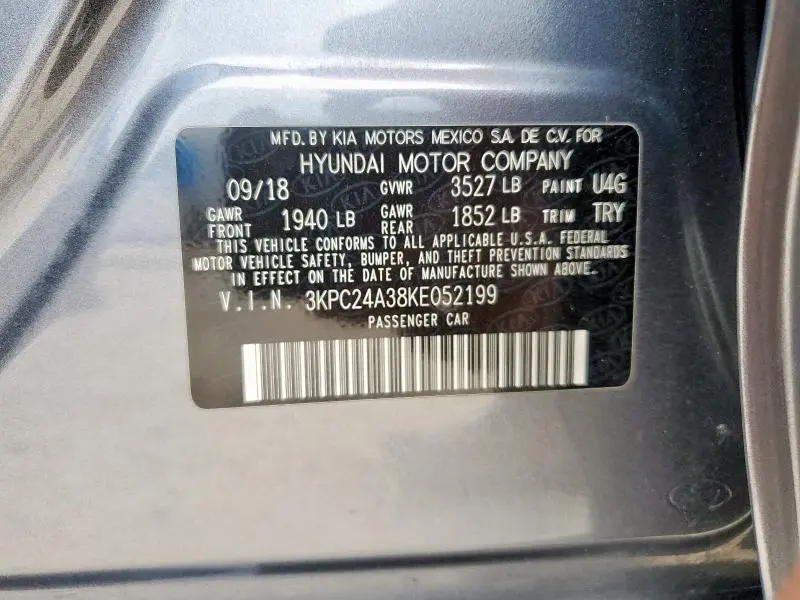 MFD. BY KIA MOTORS MEXICO S.A. DE C.V. FOR
HYUNDAI MOTOR COMPANY
09/18 GVWR 3527 LB PAINT U4G
GAWR FRONT 1940 LB GAWR REAR 1852 LB TRIM TRY
THIS VEHICLE CONFORMS TO ALL APPLICABLE U.S.A. FEDERAL
MOTOR VEHICLE SAFETY, BUMPER, AND THEFT PREVENTION STANDARDS
IN EFFECT ON THE DATE OF MANUFACTURE SHOWN ABOVE.
V.I.N. 3KPC24A38KE052199
PASSENGER CAR